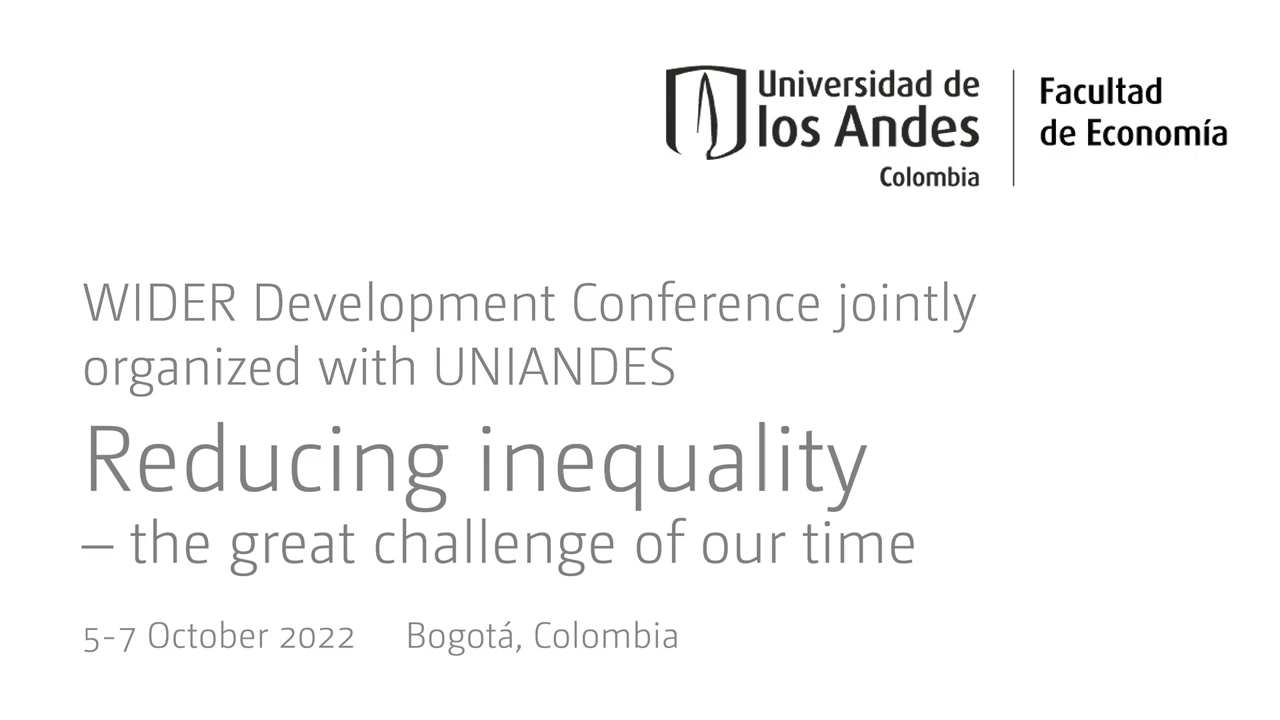 Universidad de
los Andes
Colombia
Facultad
de Economía
WIDER Development Conference jointly
organized with UNIANDES
Reducing inequality
– the great challenge of our time
5-7 October 2022 Bogotá, Colombia